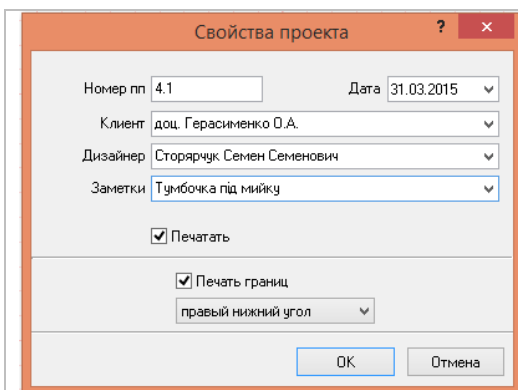 Свойства проекта ? ×
Номер пп 4.1 Дата 31.03.2015
Клиент доц. Герасименко О.А.
Дизайнер Сторярчук Семен Семенович
Заметки Тумбочка під мийку
Печатать
Печать границ
правый нижний угол
OK Отмена